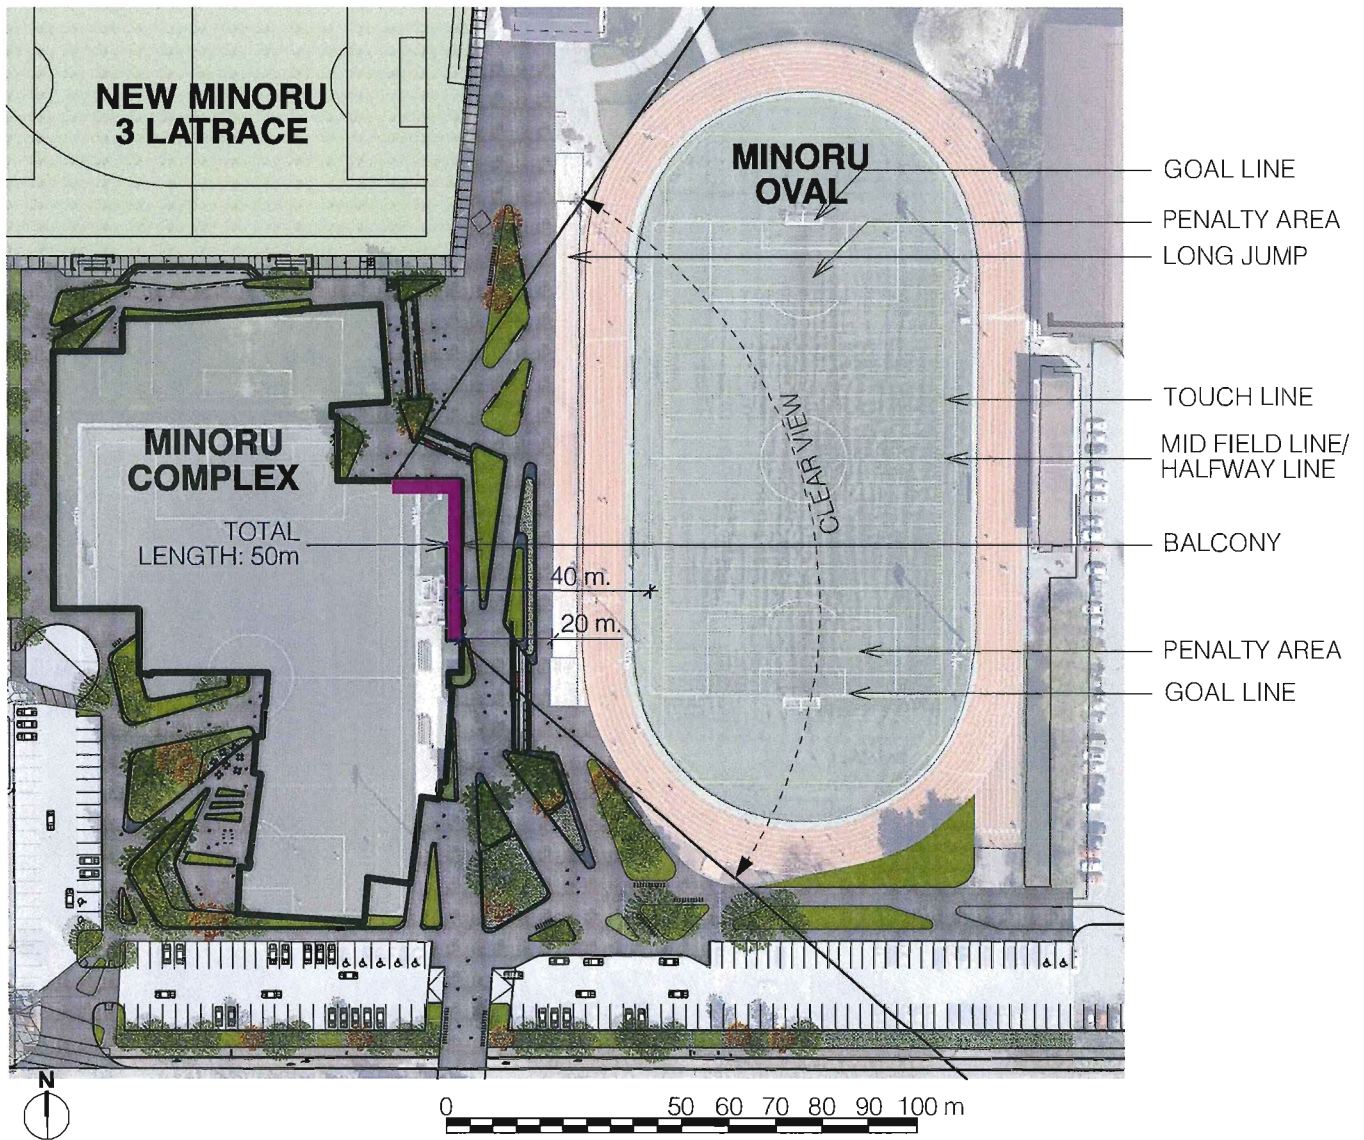 NEW MINORU
3 LATRACE
MINORU
OVAL
GOAL LINE
PENALTY AREA
LONG JUMP
TOUCH LINE
MID FIELD LINE/
HALFWAY LINE
CLEAR VIEW
MINORU
COMPLEX
TOTAL
LENGTH: 50m
BALCONY
40 m.
20 m.
PENALTY AREA
GOAL LINE
N
0 50 60 70 80 90 100 m